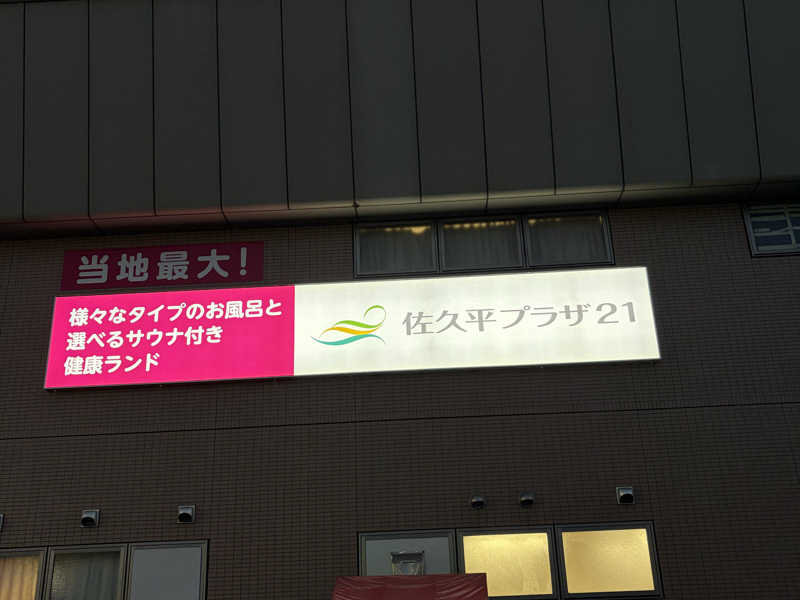 当地最大!
様々なタイプのお風呂と
選べるサウナ付き
健康ランド
佐久平プラザ21